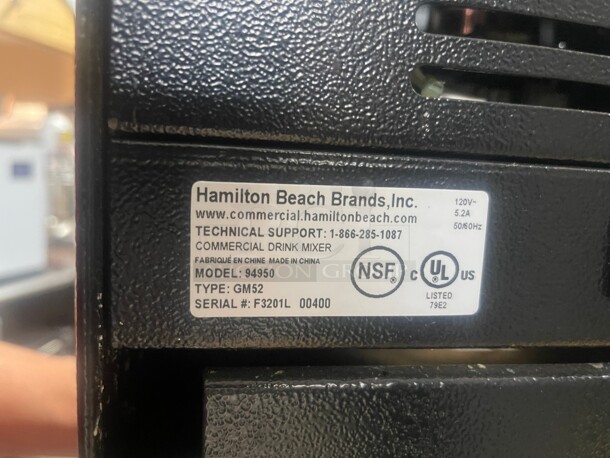 Hamilton Beach Brands,Inc.
www.commercial.hamiltonbeach.com
TECHNICAL SUPPORT: 1-866-285-1087
COMMERCIAL DRINK MIXER
FABRIQUÉ EN CHINE MADE IN CHINA
MODEL: 94950
TYPE: GM52
SERIAL #: F3201L 00400
120V~
5.2A
50/60Hz
NSF®
C UL® US
LISTED
79E2